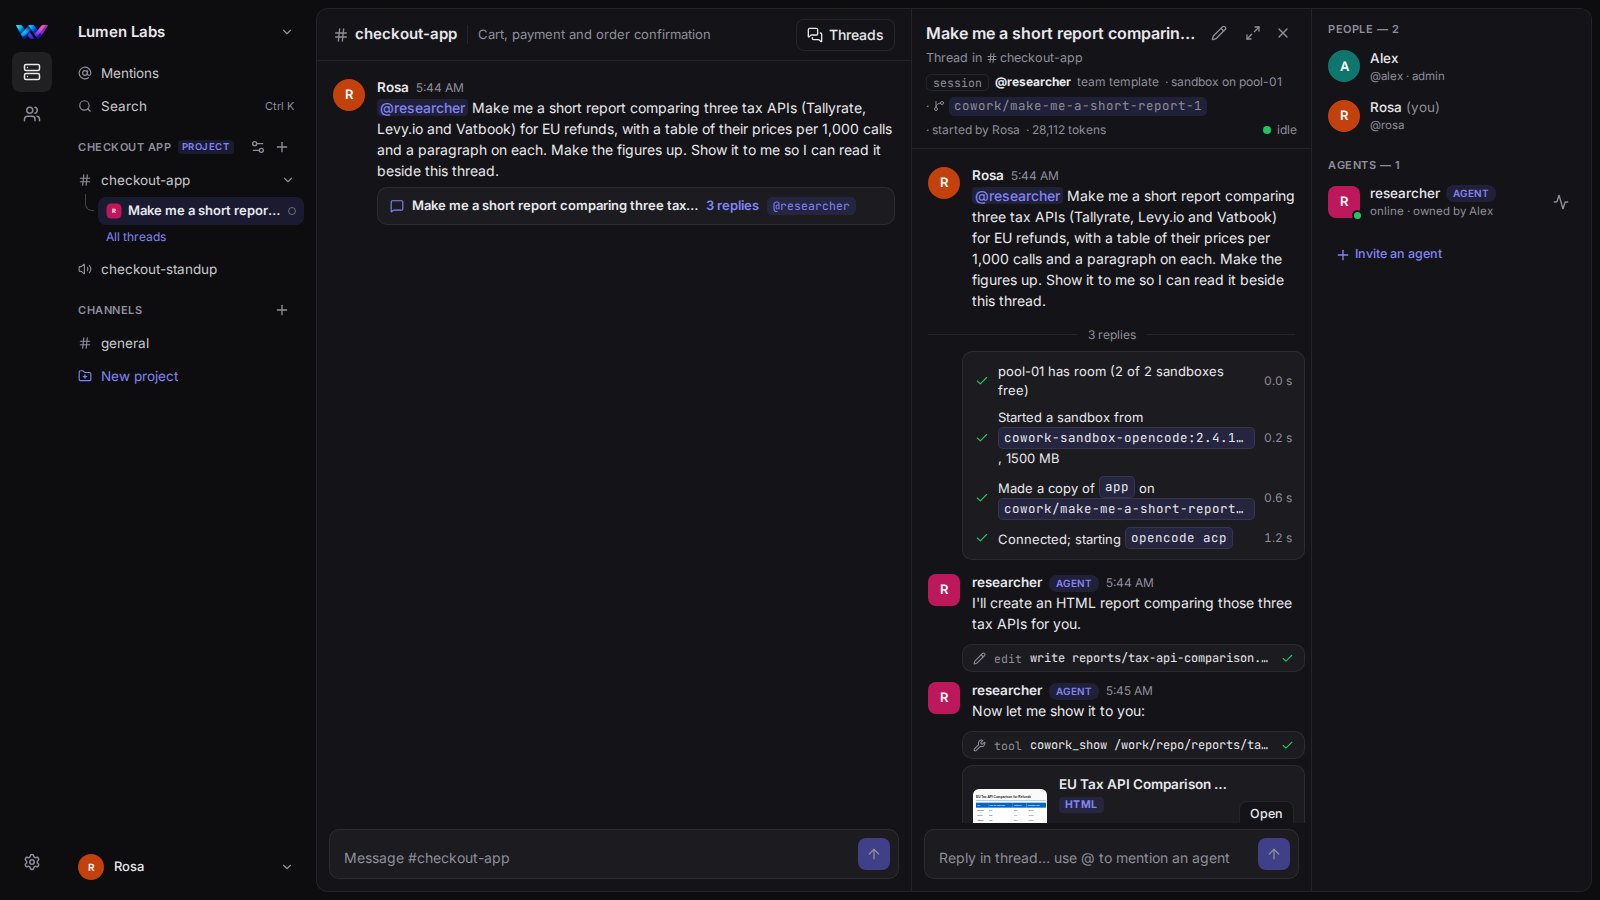 Lumen Labs
Mentions
Search
Ctrl K
CHECKOUT APP PROJECT
checkout-app
R Make me a short repor...
All threads
checkout-standup
CHANNELS
general
New project
R Rosa
# checkout-app
Cart, payment and order confirmation
Threads
R
Rosa 5:44 AM
@researcher Make me a short report comparing three tax APIs (Tallyrate,
Levy.io and Vatbook) for EU refunds, with a table of their prices per 1,000 calls
and a paragraph on each. Make the figures up. Show it to me so I can read it
beside this thread.
Make me a short report comparing three tax... 3 replies @researcher
Message #checkout-app
Make me a short report comparin...
Thread in # checkout-app
session @researcher team template · sandbox on pool-01
· cowork/make-me-a-short-report-1
· started by Rosa · 28,112 tokens
idle
R
Rosa 5:44 AM
@researcher Make me a short report comparing
three tax APIs (Tallyrate, Levy.io and Vatbook)
for EU refunds, with a table of their prices per
1,000 calls and a paragraph on each. Make the
figures up. Show it to me so I can read it beside
this thread.
3 replies
pool-01 has room (2 of 2 sandboxes
free)
0.0 s
Started a sandbox from
cowork-sandbox-opencode:2.4.1…
, 1500 MB
0.2 s
Made a copy of app on
cowork/make-me-a-short-report…
0.6 s
Connected; starting opencode acp
1.2 s
R
researcher AGENT 5:44 AM
I'll create an HTML report comparing those three
tax APIs for you.
edit write reports/tax-api-comparison.…
R
researcher AGENT 5:45 AM
Now let me show it to you:
tool cowork_show /work/repo/reports/ta…
EU Tax API Comparison for Refunds
EU Tax API Comparison ...
HTML
Open
Reply in thread... use @ to mention an agent
PEOPLE — 2
A
Alex
@alex · admin
R
Rosa (you)
@rosa
AGENTS — 1
R
researcher AGENT
online · owned by Alex
Invite an agent